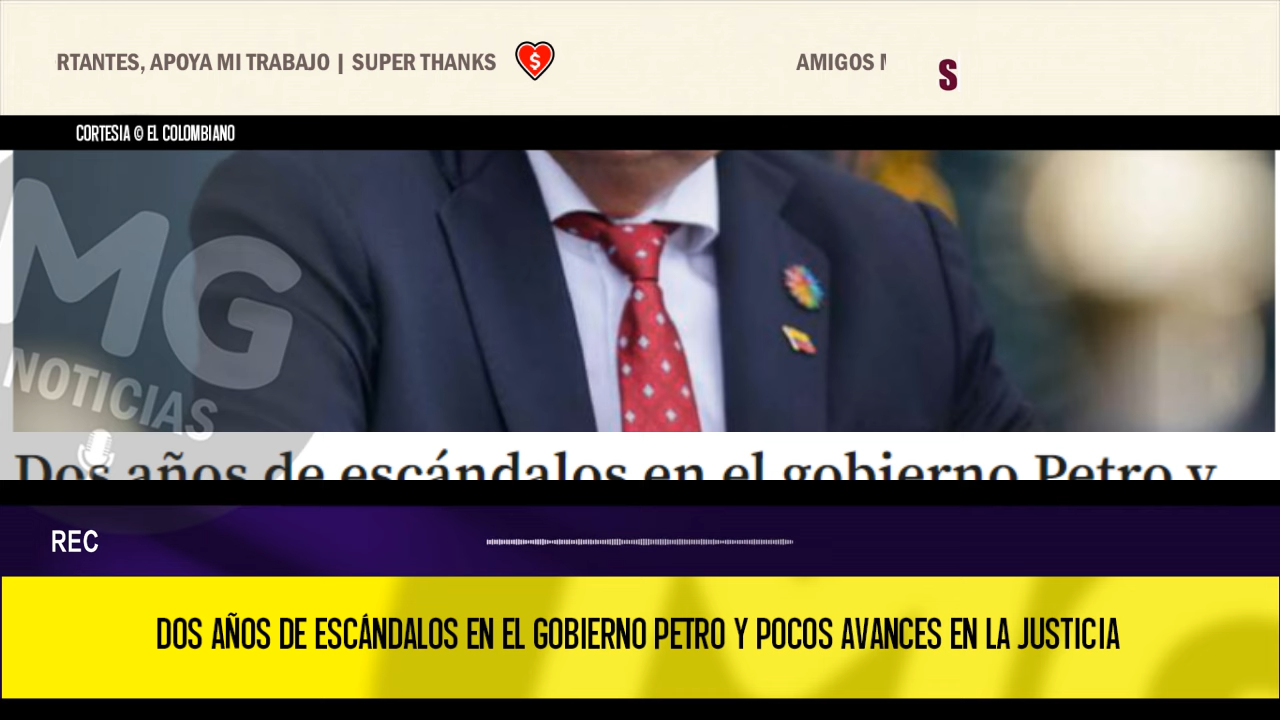 RTANTES, APOYA MI TRABAJO | SUPER THANKS
$
AMIGOS
S
CORTESIA © EL COLOMBIANO
MG
NOTICIAS
Dos años de escándalos en el gobierno Petro y
REC
DOS AÑOS DE ESCÁNDALOS EN EL GOBIERNO PETRO Y POCOS AVANCES EN LA JUSTICIA